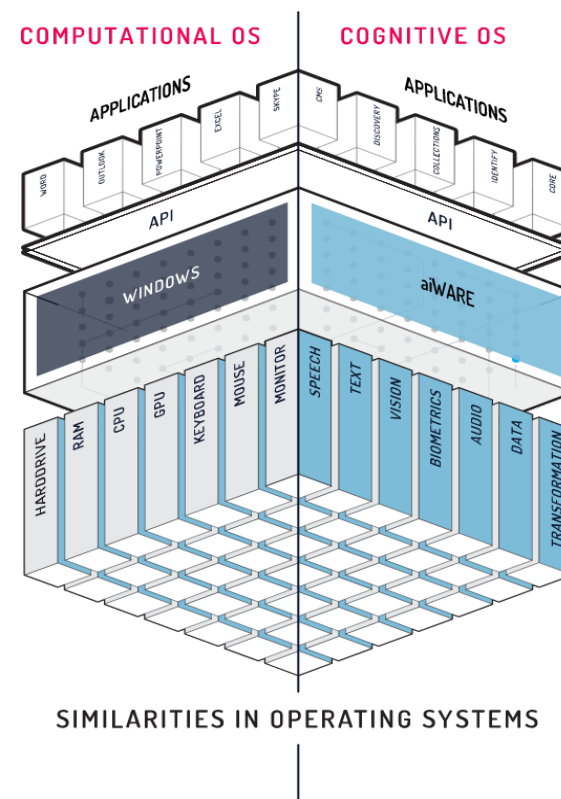 COMPUTATIONAL OS
COGNITIVE OS
APPLICATIONS
APPLICATIONS
WORD
OUTLOOK
POWERPOINT
EXCEL
SKYPE
CMS
DISCOVERY
COLLECTIONS
IDENTIFY
CORE
API
API
WINDOWS
aiWARE
HARDDRIVE
RAM
CPU
GPU
KEYBOARD
MOUSE
MONITOR
SPEECH
TEXT
VISION
BIOMETRICS
AUDIO
DATA
TRANSFORMATION
SIMILARITIES IN OPERATING SYSTEMS